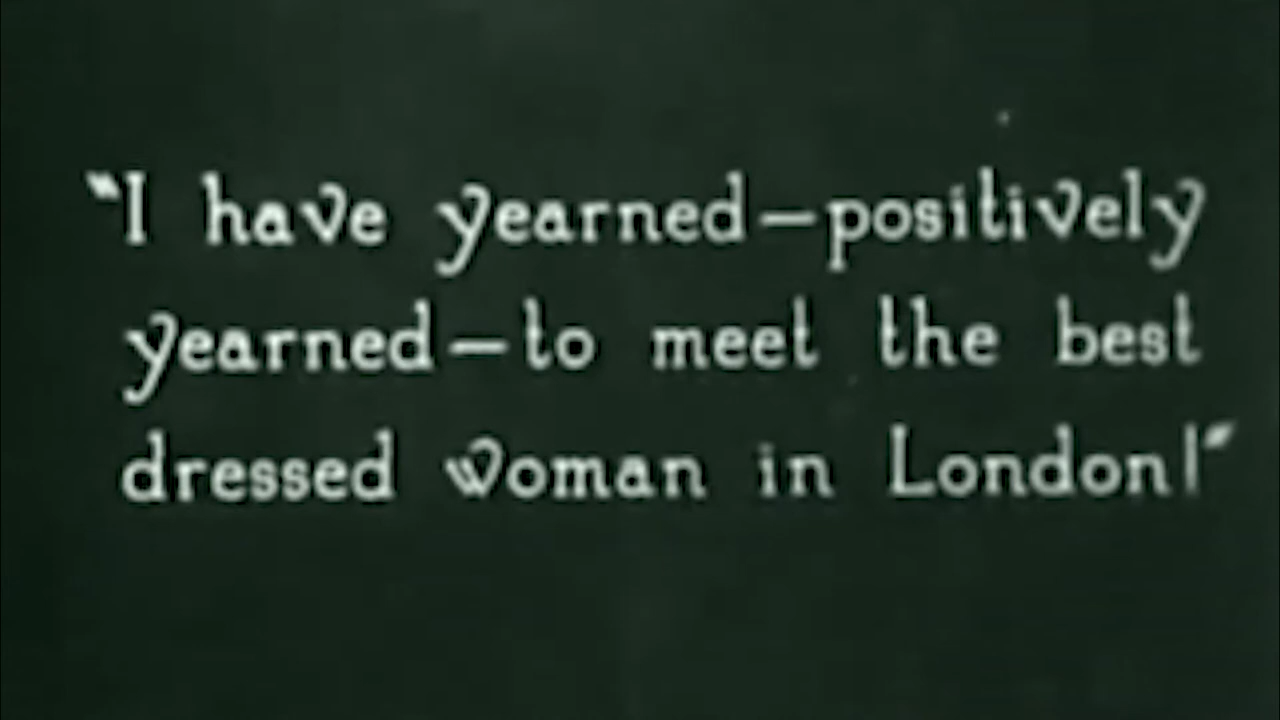 “I have yearned—positively
yearned—to meet the best
dressed woman in London!”